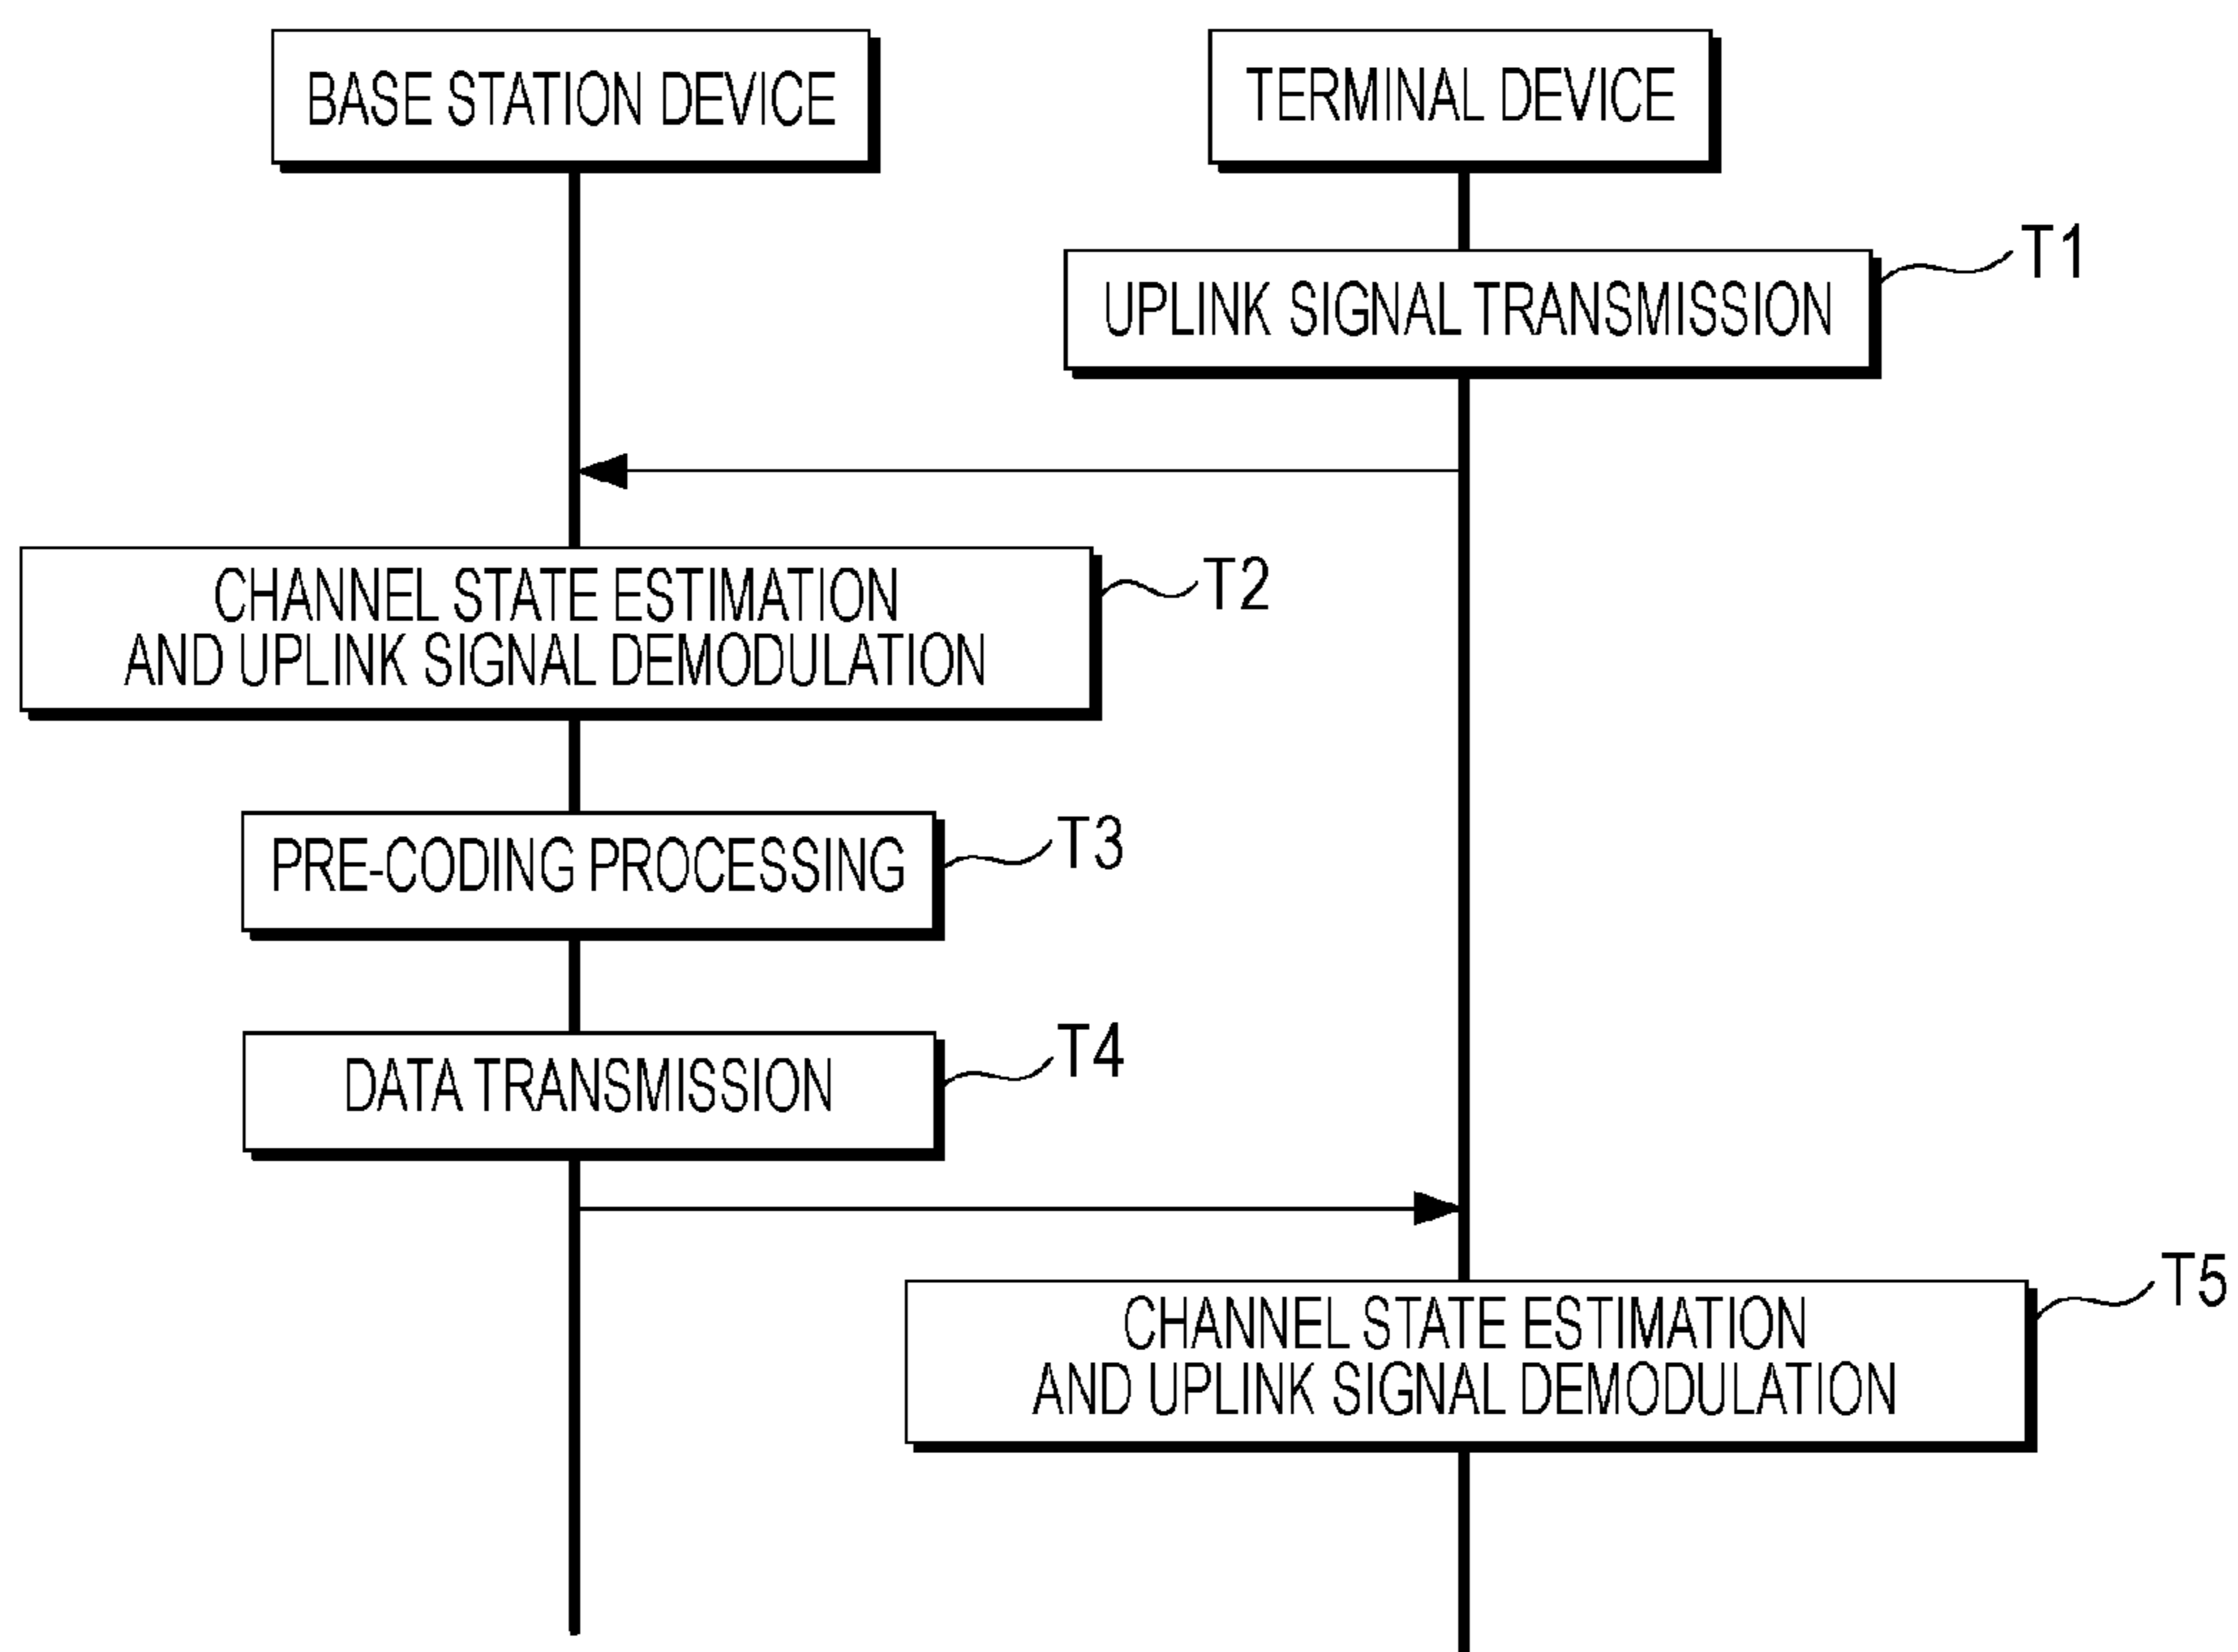 BASE STATION DEVICE
TERMINAL DEVICE
UPLINK SIGNAL TRANSMISSION
T1
CHANNEL STATE ESTIMATION
AND UPLINK SIGNAL DEMODULATION
T2
PRE-CODING PROCESSING
T3
DATA TRANSMISSION
T4
CHANNEL STATE ESTIMATION
AND UPLINK SIGNAL DEMODULATION
T5